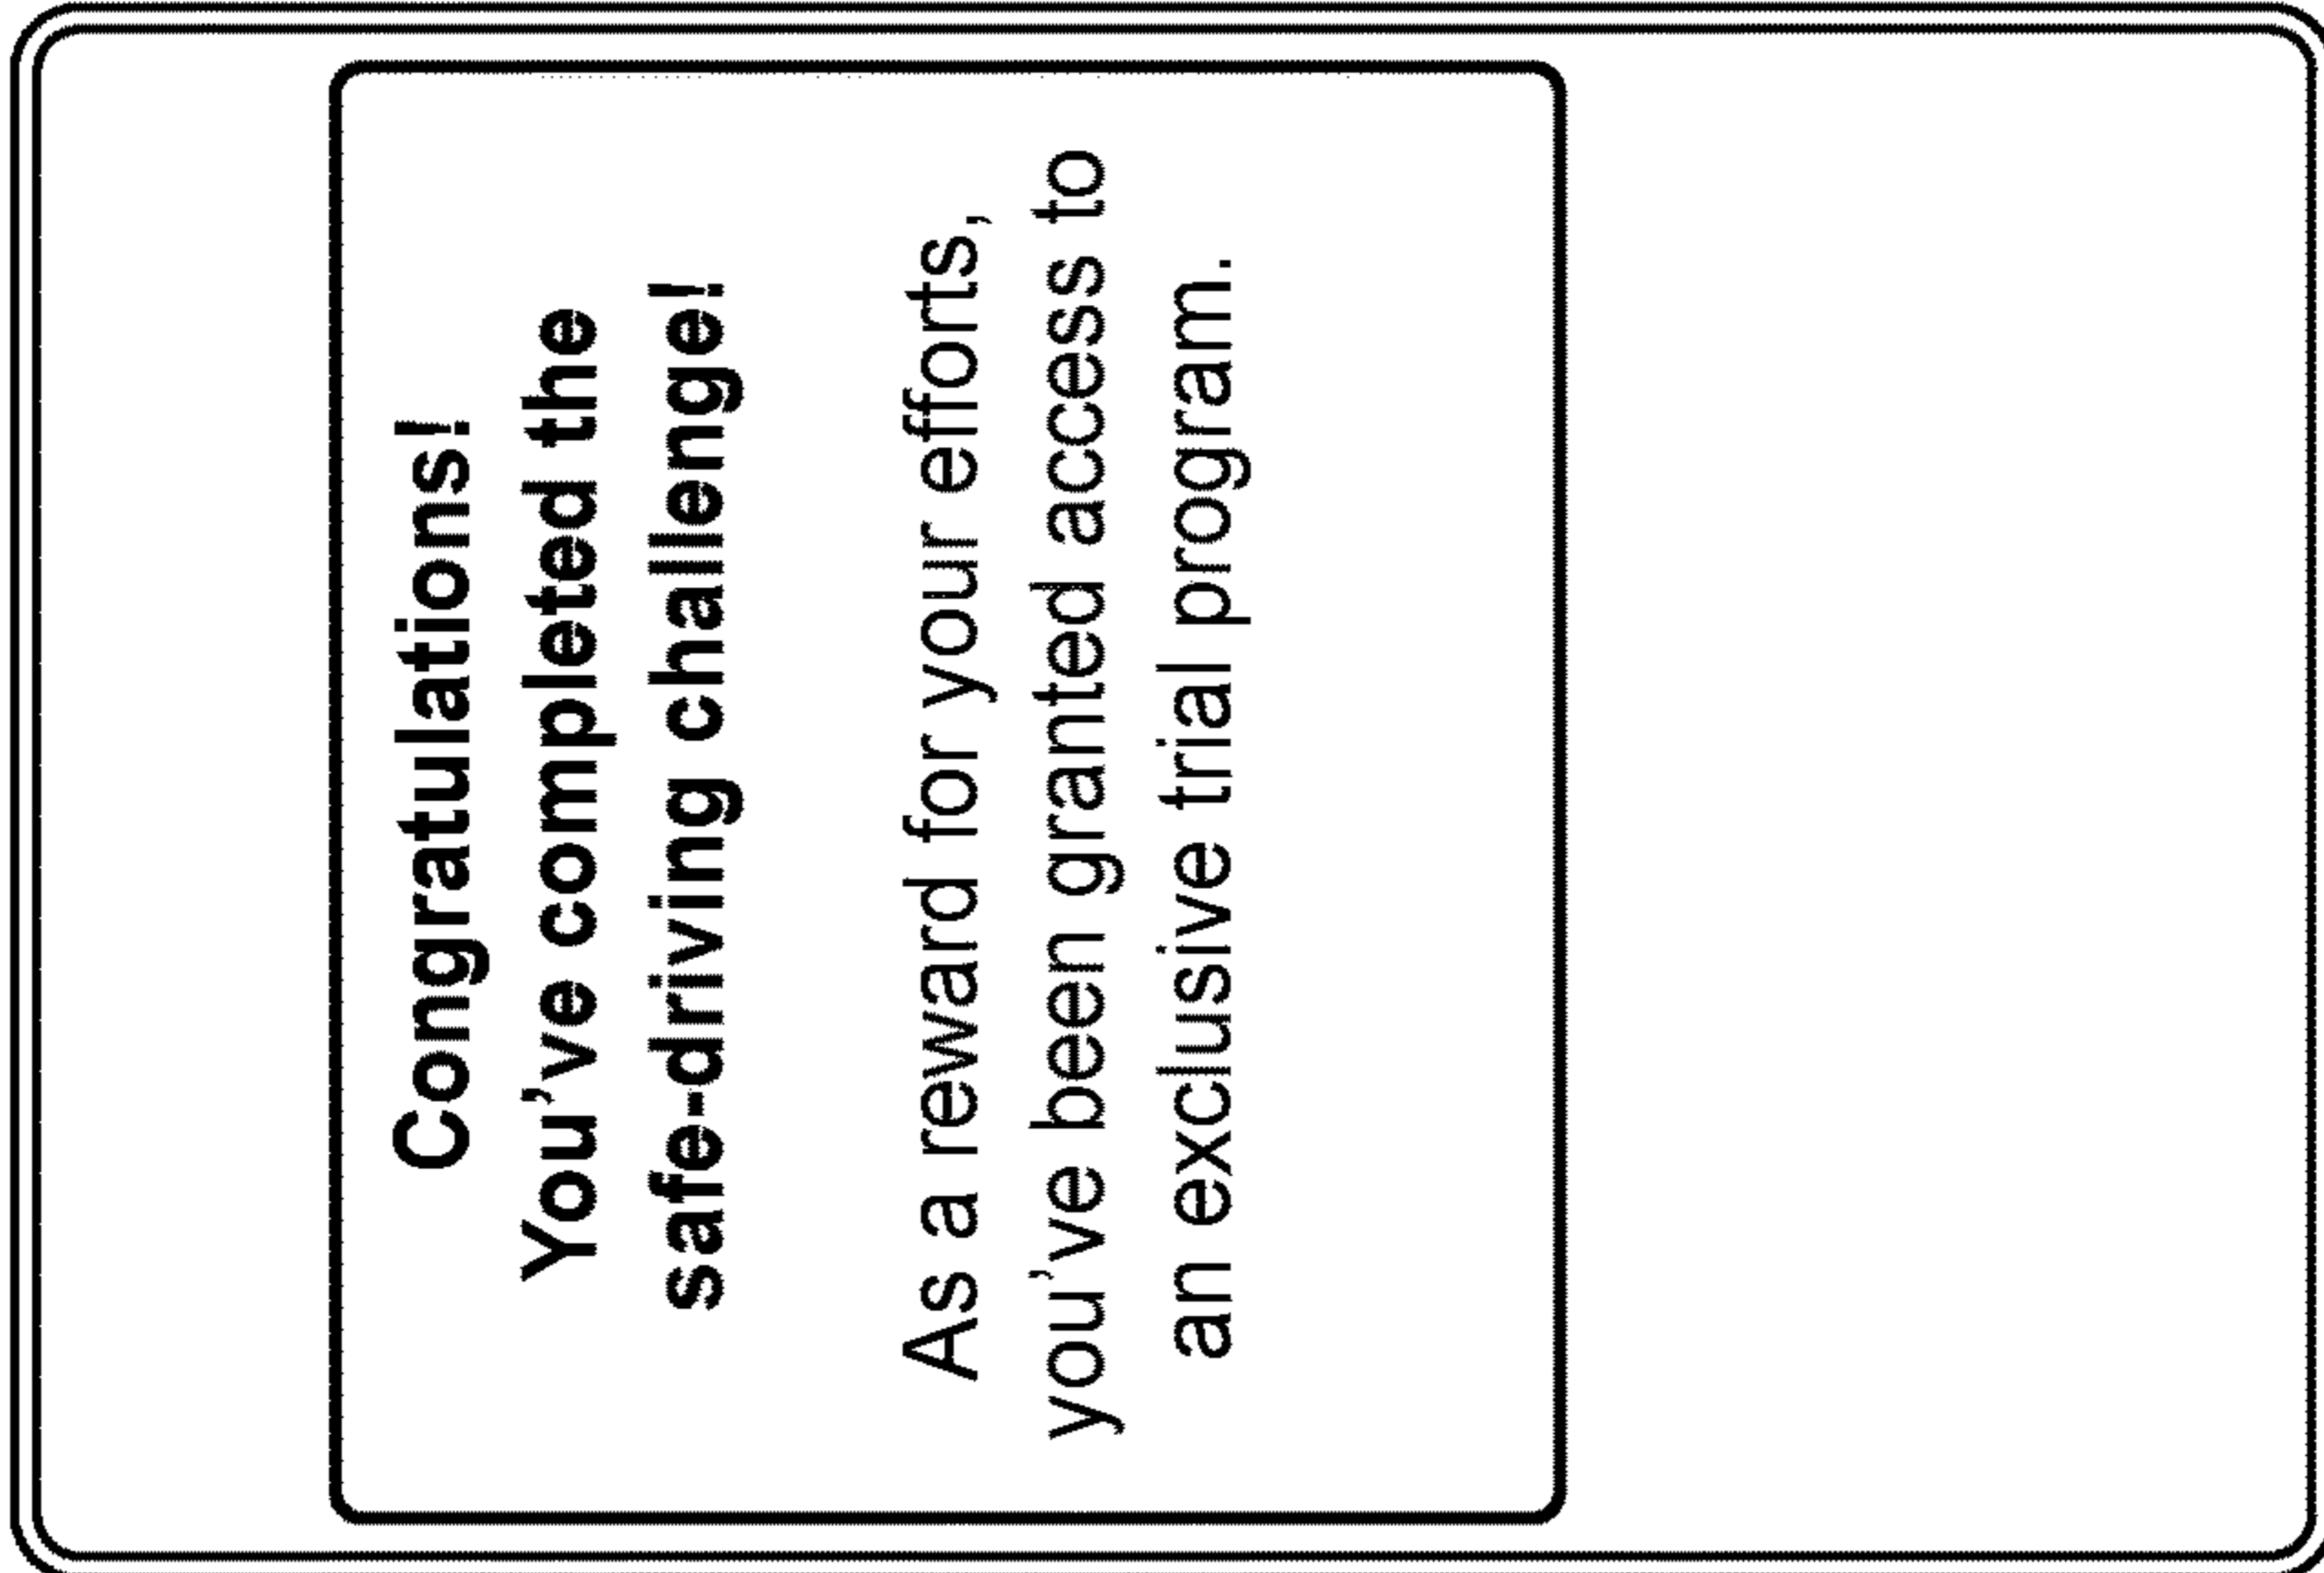 Congratulations!
You've completed the
safe-driving challenge!
As a reward for your efforts,
you've been granted access to
an exclusive trial program.